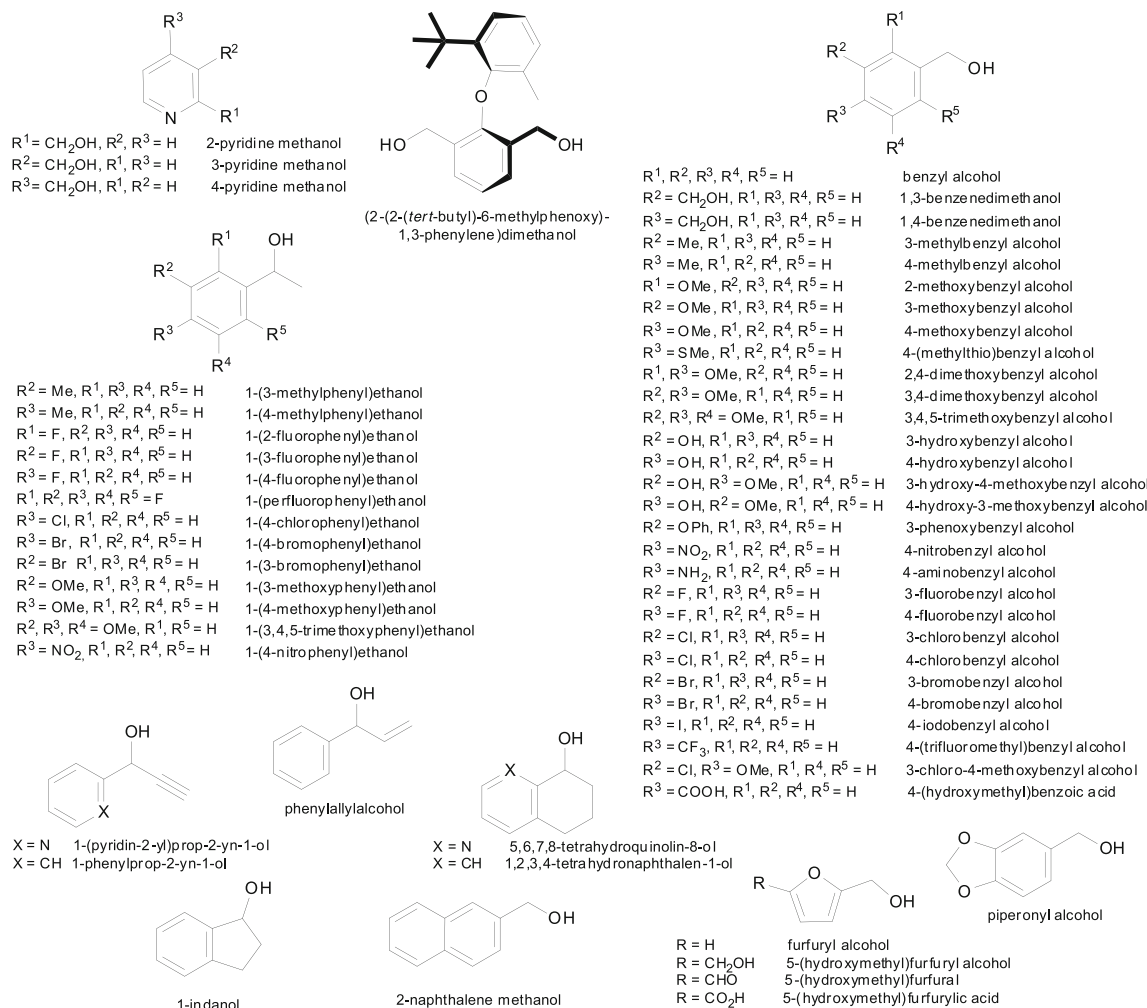 R³
R²
R¹
N
R¹ = CH₂OH, R², R³ = H 2-pyridine methanol
R² = CH₂OH, R¹, R³ = H 3-pyridine methanol
R³ = CH₂OH, R¹, R² = H 4-pyridine methanol
O
HO
OH
(2-(2-(tert-butyl)-6-methylphenoxy)-
1,3-phenylene)dimethanol
R¹
R²
OH
R³
R⁵
R⁴
R¹, R², R³, R⁴, R⁵ = H benzyl alcohol
R² = CH₂OH, R¹, R³, R⁴, R⁵ = H 1,3-benzenedimethanol
R³ = CH₂OH, R¹, R³, R⁴, R⁵ = H 1,4-benzenedimethanol
R² = Me, R¹, R³, R⁴, R⁵ = H 3-methylbenzyl alcohol
R³ = Me, R¹, R², R⁴, R⁵ = H 4-methylbenzyl alcohol
R¹ = OMe, R², R³, R⁴, R⁵ = H 2-methoxybenzyl alcohol
R² = OMe, R¹, R³, R⁴, R⁵ = H 3-methoxybenzyl alcohol
R³ = OMe, R¹, R², R⁴, R⁵ = H 4-methoxybenzyl alcohol
R³ = SMe, R¹, R², R⁴, R⁵ = H 4-(methylthio)benzyl alcohol
R¹, R³ = OMe, R², R⁴, R⁵ = H 2,4-dimethoxybenzyl alcohol
R², R³ = OMe, R¹, R⁴, R⁵ = H 3,4-dimethoxybenzyl alcohol
R², R³, R⁴ = OMe, R¹, R⁵ = H 3,4,5-trimethoxybenzyl alcohol
R² = OH, R¹, R³, R⁴, R⁵ = H 3-hydroxybenzyl alcohol
R³ = OH, R¹, R², R⁴, R⁵ = H 4-hydroxybenzyl alcohol
R² = OH, R³ = OMe, R¹, R⁴, R⁵ = H 3-hydroxy-4-methoxybenzyl alcohol
R³ = OH, R² = OMe, R¹, R⁴, R⁵ = H 4-hydroxy-3-methoxybenzyl alcohol
R² = OPh, R¹, R³, R⁴, R⁵ = H 3-phenoxybenzyl alcohol
R³ = NO₂, R¹, R², R⁴, R⁵ = H 4-nitrobenzyl alcohol
R³ = NH₂, R¹, R², R⁴, R⁵ = H 4-aminobenzyl alcohol
R² = F, R¹, R³, R⁴, R⁵ = H 3-fluorobenzyl alcohol
R³ = F, R¹, R², R⁴, R⁵ = H 4-fluorobenzyl alcohol
R² = Cl, R¹, R³, R⁴, R⁵ = H 3-chlorobenzyl alcohol
R³ = Cl, R¹, R², R⁴, R⁵ = H 4-chlorobenzyl alcohol
R² = Br, R¹, R³, R⁴, R⁵ = H 3-bromobenzyl alcohol
R³ = Br, R¹, R², R⁴, R⁵ = H 4-bromobenzyl alcohol
R³ = I, R¹, R², R⁴, R⁵ = H 4-iodobenzyl alcohol
R³ = CF₃, R¹, R², R⁴, R⁵ = H 4-(trifluoromethyl)benzyl alcohol
R² = Cl, R³ = OMe, R¹, R⁴, R⁵ = H 3-chloro-4-methoxybenzyl alcohol
R³ = COOH, R¹, R², R⁴, R⁵ = H 4-(hydroxymethyl)benzoic acid
R¹
OH
R²
R³
R⁵
R⁴
R² = Me, R¹, R³, R⁴, R⁵ = H 1-(3-methylphenyl)ethanol
R³ = Me, R¹, R², R⁴, R⁵ = H 1-(4-methylphenyl)ethanol
R¹ = F, R², R³, R⁴, R⁵ = H 1-(2-fluorophenyl)ethanol
R² = F, R¹, R³, R⁴, R⁵ = H 1-(3-fluorophenyl)ethanol
R³ = F, R¹, R², R⁴, R⁵ = H 1-(4-fluorophenyl)ethanol
R¹, R², R³, R⁴, R⁵ = F 1-(perfluorophenyl)ethanol
R³ = Cl, R¹, R², R⁴, R⁵ = H 1-(4-chlorophenyl)ethanol
R³ = Br, R¹, R², R⁴, R⁵ = H 1-(4-bromophenyl)ethanol
R² = Br R¹, R³, R⁴, R⁵ = H 1-(3-bromophenyl)ethanol
R² = OMe, R¹, R³ R⁴, R⁵ = H 1-(3-methoxyphenyl)ethanol
R³ = OMe, R¹, R², R⁴, R⁵ = H 1-(4-methoxyphenyl)ethanol
R², R³, R⁴ = OMe, R¹, R⁵ = H 1-(3,4,5-trimethoxyphenyl)ethanol
R³ = NO₂, R¹, R², R⁴, R⁵ = H 1-(4-nitrophenyl)ethanol
OH
X
X = N 1-(pyridin-2-yl)prop-2-yn-1-ol
X = CH 1-phenylprop-2-yn-1-ol
OH
phenylallylalcohol
OH
X
X = N 5,6,7,8-tetrahydroquinolin-8-ol
X = CH 1,2,3,4-tetrahydronaphthalen-1-ol
OH
1-indanol
OH
2-naphthalene methanol
R
O
OH
R = H furfuryl alcohol
R = CH₂OH 5-(hydroxymethyl)furfuryl alcohol
R = CHO 5-(hydroxymethyl)furfural
R = CO₂H 5-(hydroxymethyl)furfurylic acid
O
O
OH
piperonyl alcohol